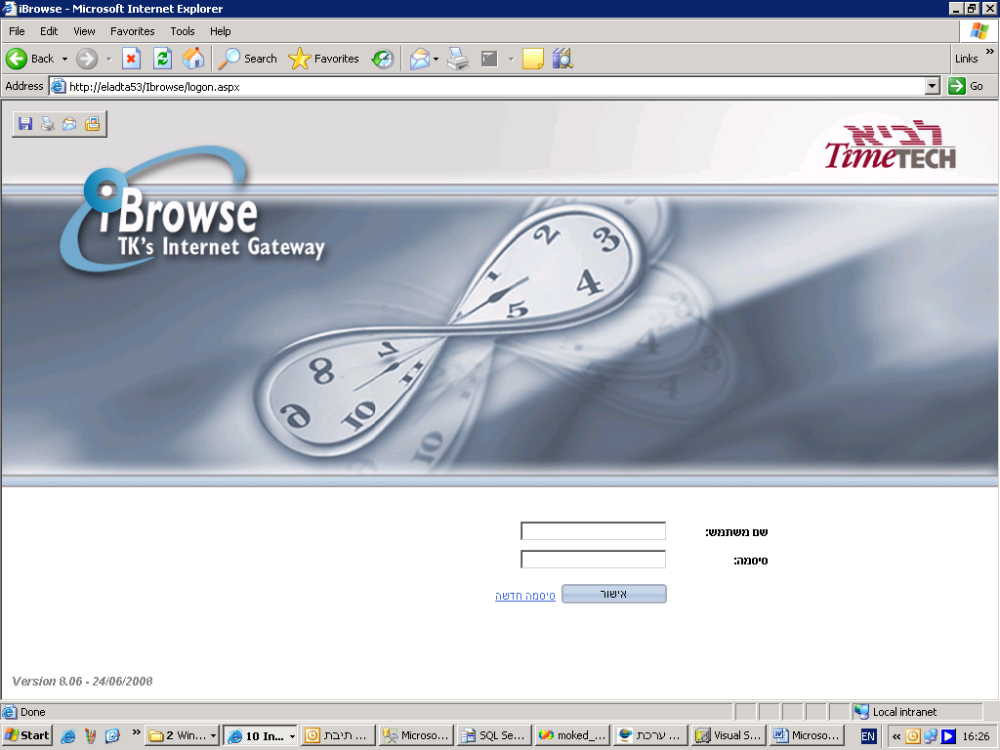 iBrowse - Microsoft Internet Explorer
File Edit View Favorites Tools Help
Back Search Favorites Links »
Address http://eladta53/Ibrowse/logon.aspx Go
לביא
TimeTECH
iBrowse
TK's Internet Gateway
1 2 3 4 5
7 8 9 10 11
3 4 4 10
שם משתמש:
סיסמה:
אישור
סיסמה חדשה
Version 8.06 - 24/06/2008
Done Local intranet
Start » 2 Win... 10 In... תיבת ... Microso... SQL Se... moked_... ערכת ... Visual S... Microso... EN « 16:26